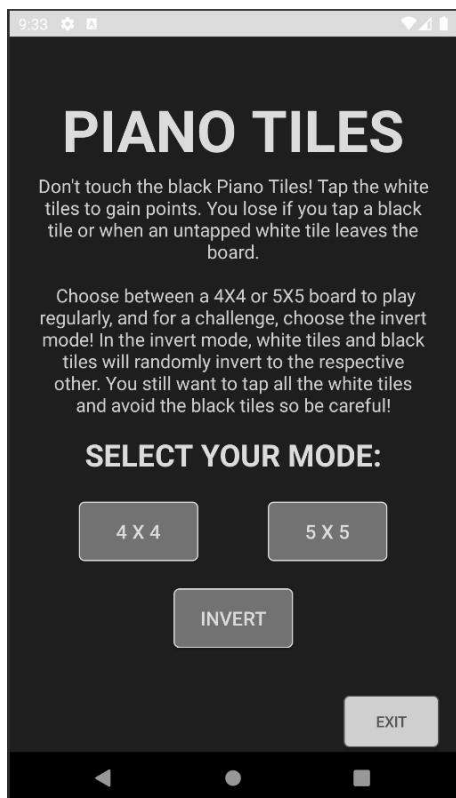 9:33
PIANO TILES
Don't touch the black Piano Tiles! Tap the white
tiles to gain points. You lose if you tap a black
tile or when an untapped white tile leaves the
board.
Choose between a 4X4 or 5X5 board to play
regularly, and for a challenge, choose the invert
mode! In the invert mode, white tiles and black
tiles will randomly invert to the respective
other. You still want to tap all the white tiles
and avoid the black tiles so be careful!
SELECT YOUR MODE:
4 X 4
5 X 5
INVERT
EXIT